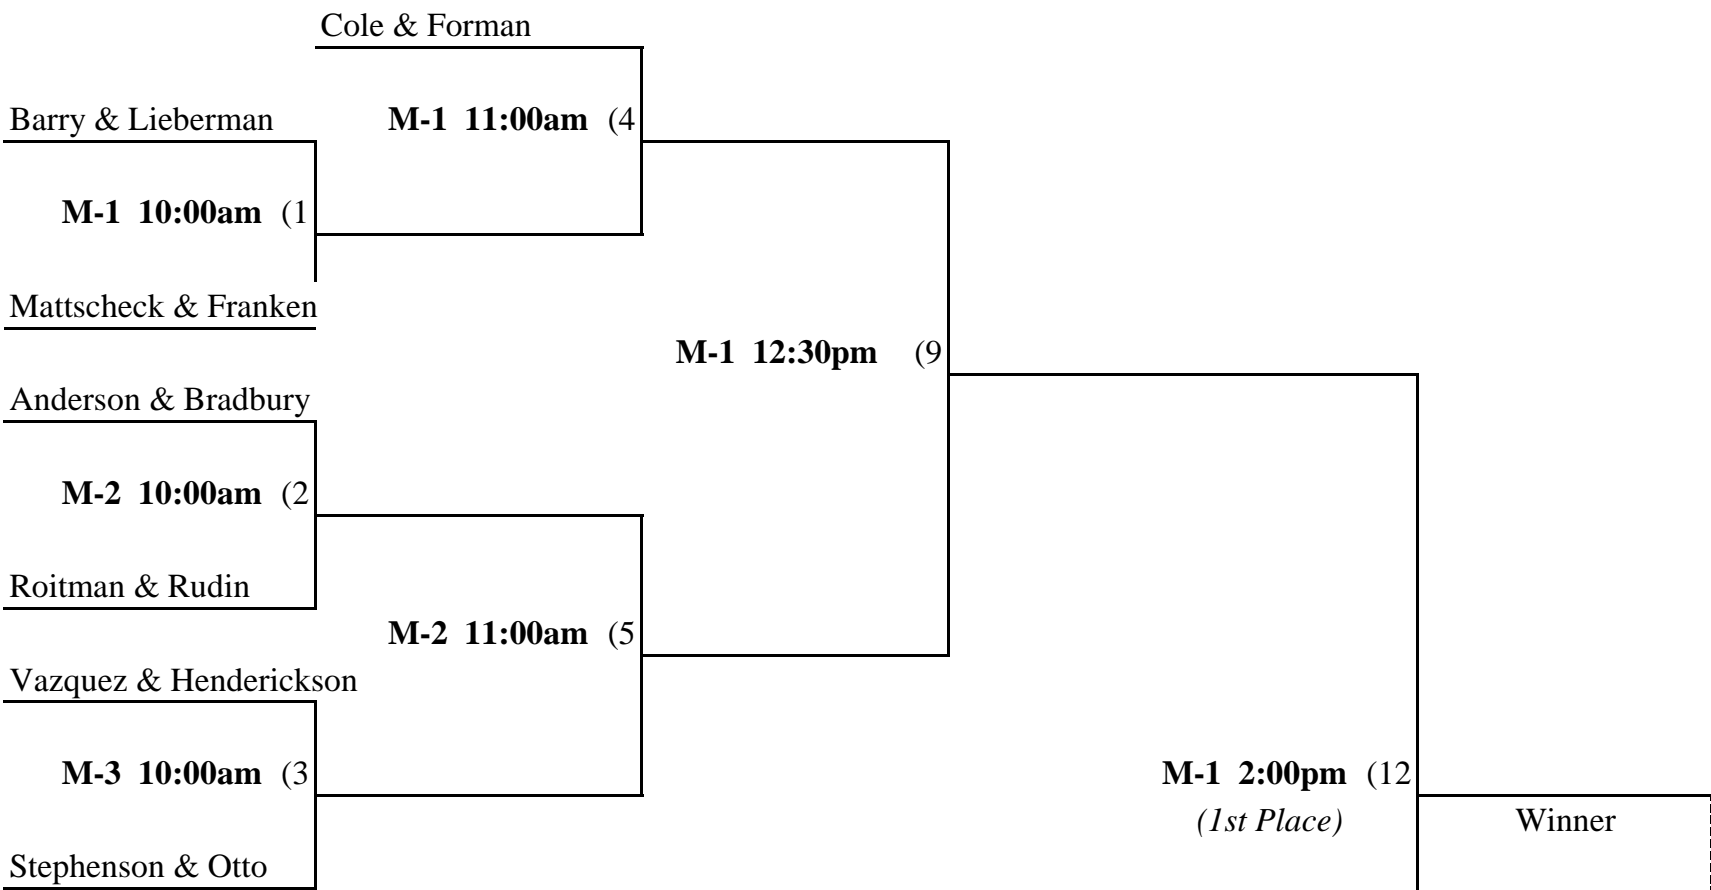 Cole & Forman
Barry & Lieberman
M-1 11:00am (4
M-1 10:00am (1
Mattscheck & Franken
M-1 12:30pm (9
Anderson & Bradbury
M-2 10:00am (2
Roitman & Rudin
M-2 11:00am (5
Vazquez & Henderickson
M-3 10:00am (3
M-1 2:00pm (12
(1st Place)
Winner
Stephenson & Otto